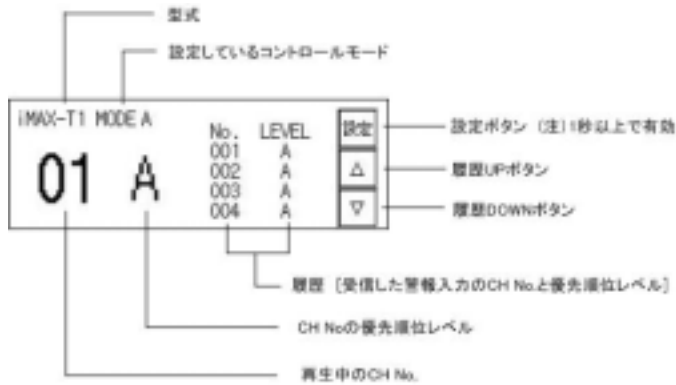 型式
設定しているコントロールモード
iMAX-T1 MODE A
01 A
No. LEVEL
001 A
002 A
003 A
004 A
設定
△
▽
設定ボタン (注)1秒以上で有効
履歴UPボタン
履歴DOWNボタン
履歴 [受信した警報入力のCH No.と優先順位レベル]
CH Noの優先順位レベル
再生中のCH No.